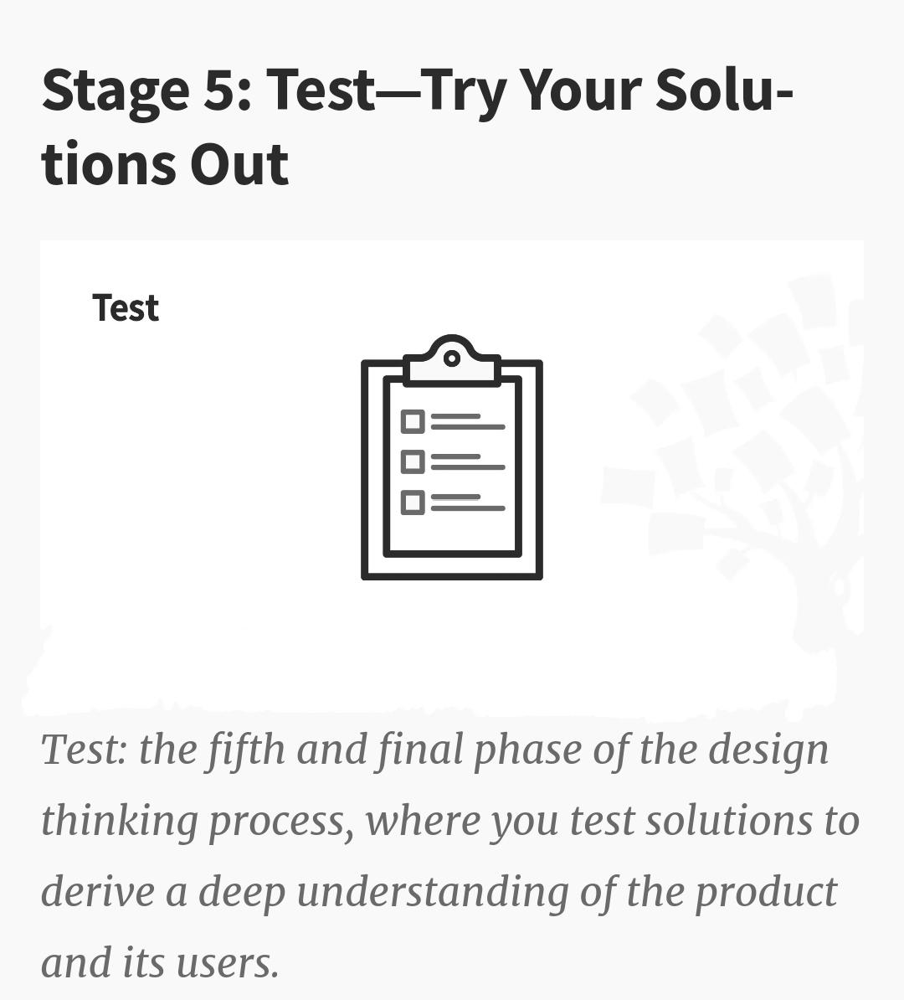 Stage 5: Test—Try Your Solu-
tions Out
Test
Test: the fifth and final phase of the design
thinking process, where you test solutions to
derive a deep understanding of the product
and its users.